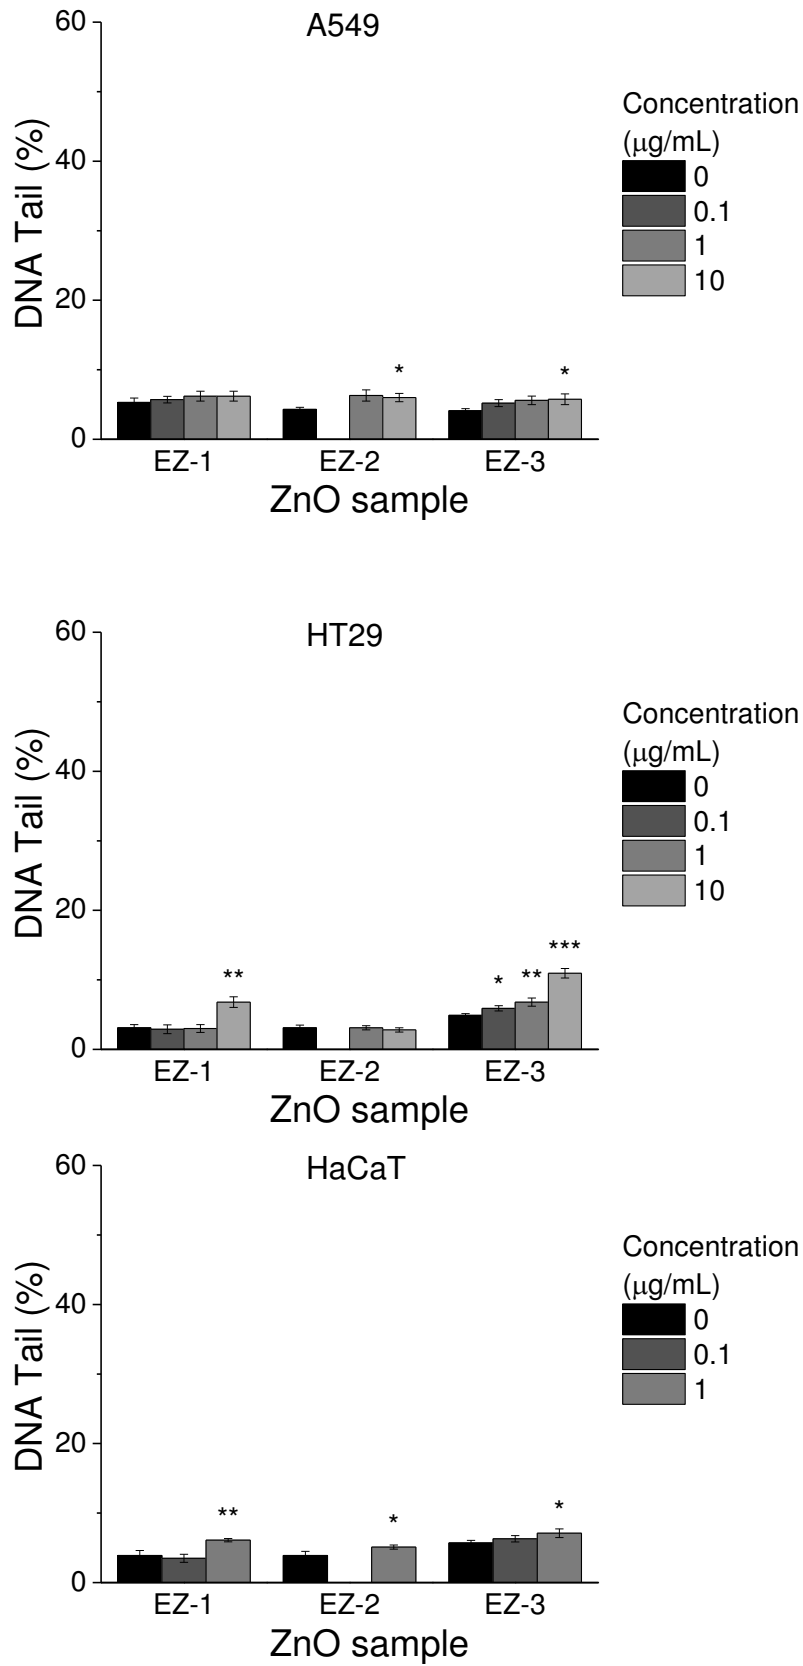 A549
60
40
20
0
DNA Tail (%)
*
*
EZ-1 EZ-2 EZ-3
ZnO sample
Concentration
(μg/mL)
0
0.1
1
10
HT29
60
40
20
0
DNA Tail (%)
**
*
**
***
EZ-1 EZ-2 EZ-3
ZnO sample
Concentration
(μg/mL)
0
0.1
1
10
HaCaT
60
40
20
0
DNA Tail (%)
**
*
*
EZ-1 EZ-2 EZ-3
ZnO sample
Concentration
(μg/mL)
0
0.1
1